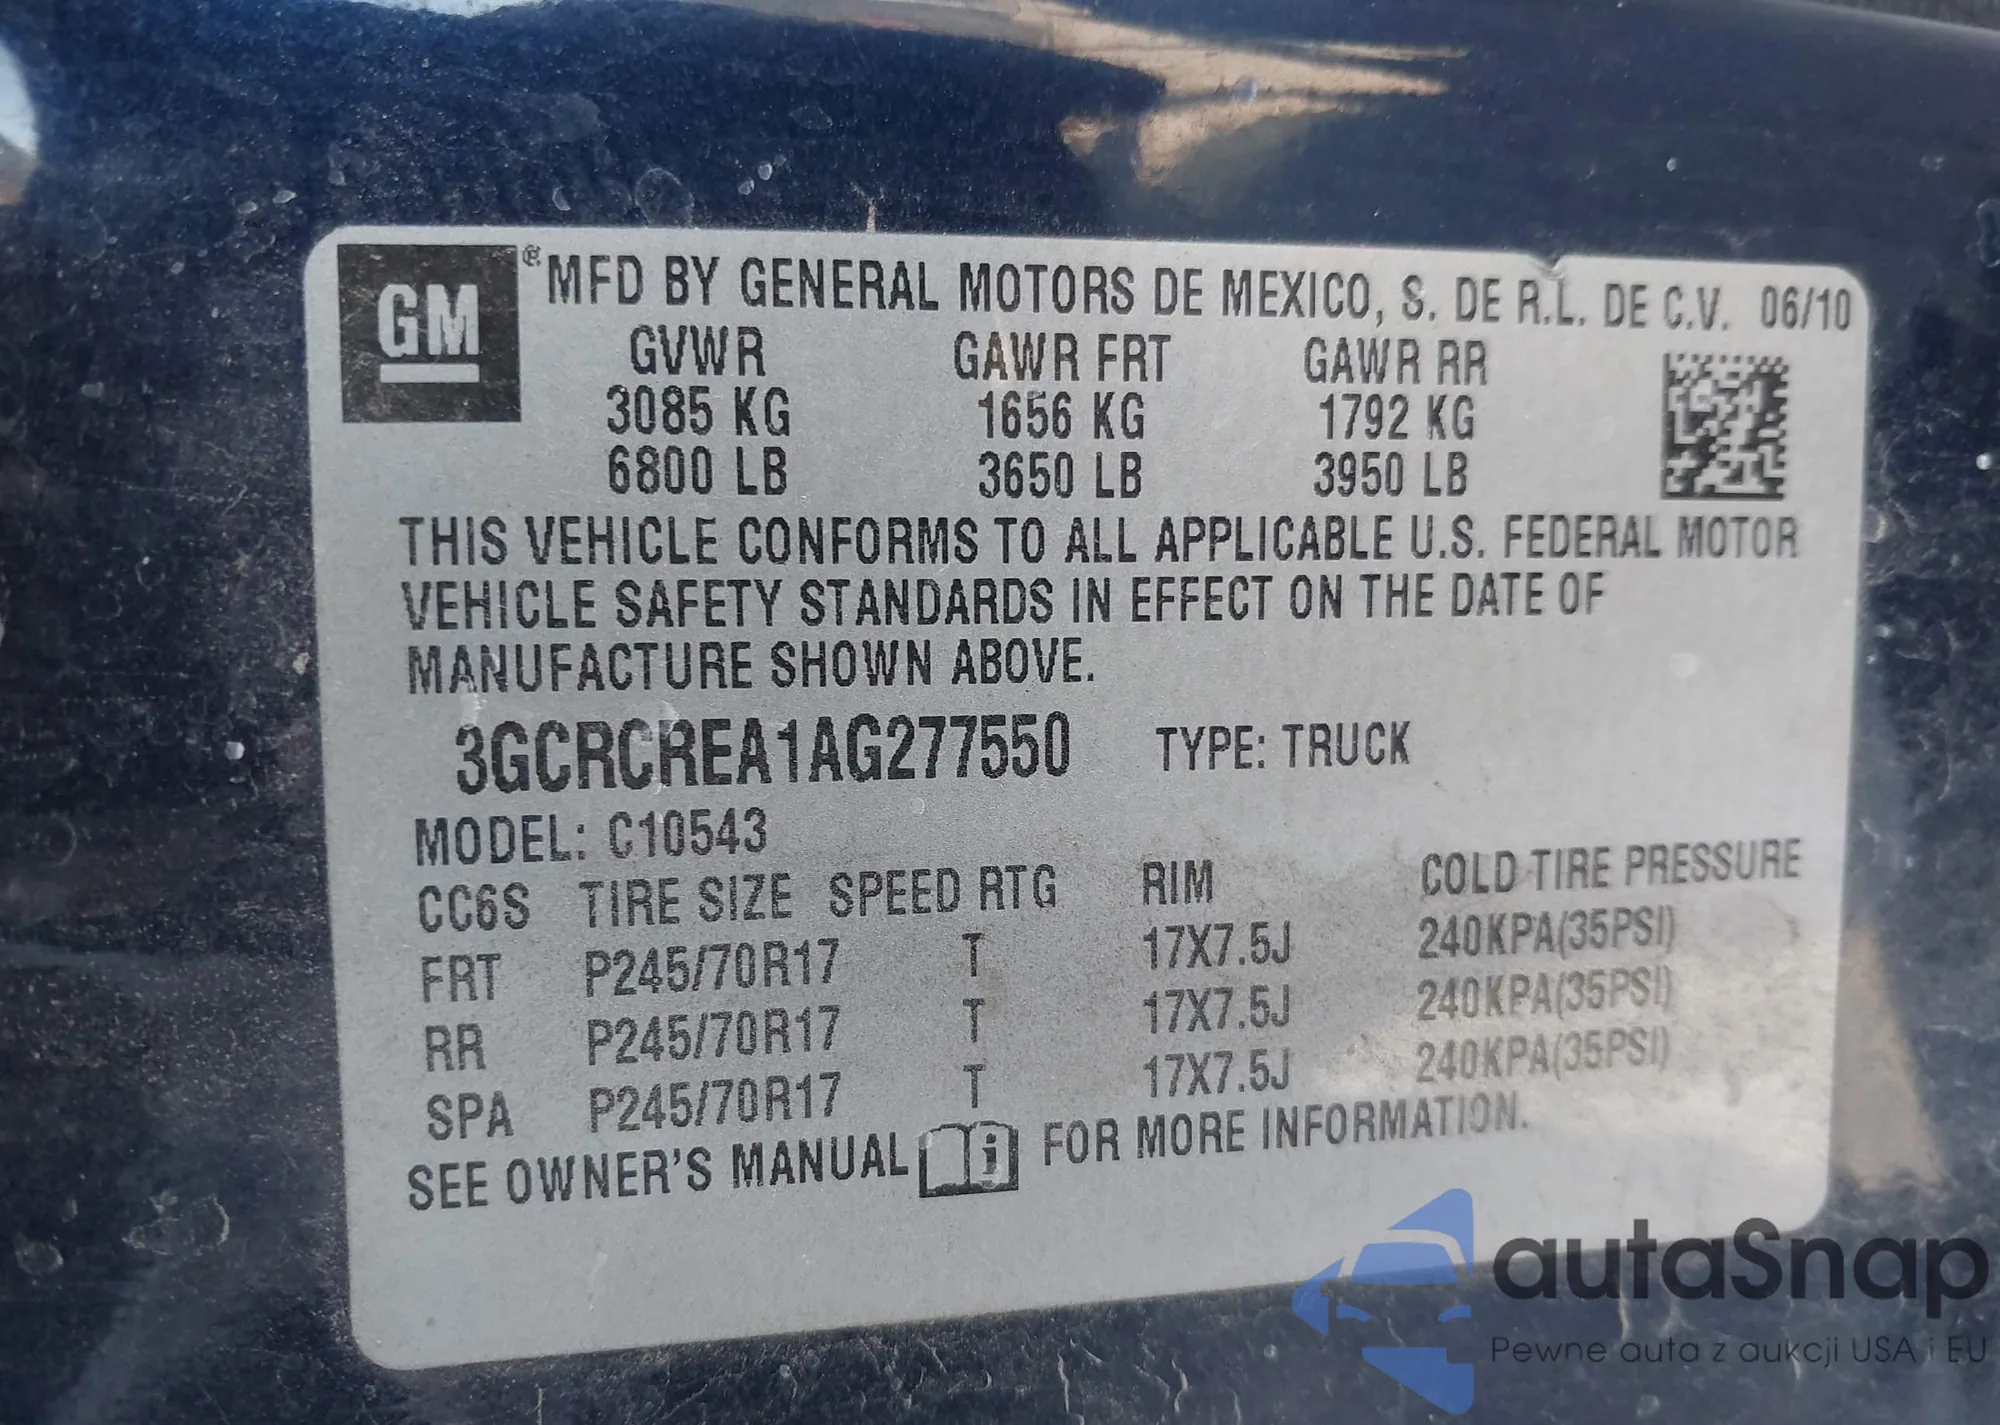 GM ® MFD BY GENERAL MOTORS DE MEXICO, S. DE R.L. DE C.V. 06/10
GVWR GAWR FRT GAWR RR
3085 KG 1656 KG 1792 KG
6800 LB 3650 LB 3950 LB
THIS VEHICLE CONFORMS TO ALL APPLICABLE U.S. FEDERAL MOTOR
VEHICLE SAFETY STANDARDS IN EFFECT ON THE DATE OF
MANUFACTURE SHOWN ABOVE.
3GCRCREA1AG277550 TYPE: TRUCK
MODEL: C10543
CC6S TIRE SIZE SPEED RTG RIM COLD TIRE PRESSURE
FRT P245/70R17 T 17X7.5J 240KPA(35PSI)
RR P245/70R17 T 17X7.5J 240KPA(35PSI)
SPA P245/70R17 T 17X7.5J 240KPA(35PSI)
SEE OWNER'S MANUAL i FOR MORE INFORMATION.
autaSnap
Pewne auta z aukcji USA i EU